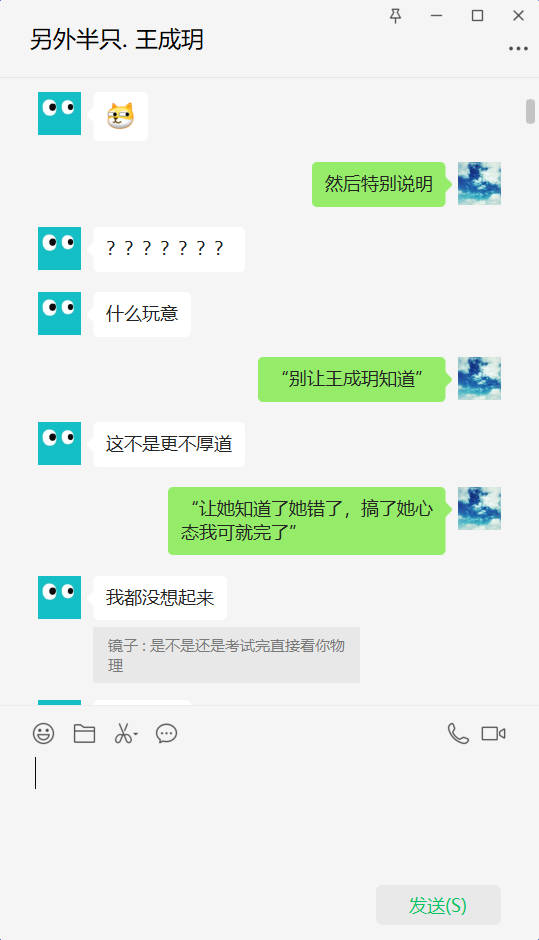 另外半只. 王成玥
然后特别说明
？？？？？？？
什么玩意
“别让王成玥知道”
这不是更不厚道
“让她知道了她错了，搞了她心
态我可就完了”
我都没想起来
镜子 : 是不是还是考试完直接看你物
理
发送(S)